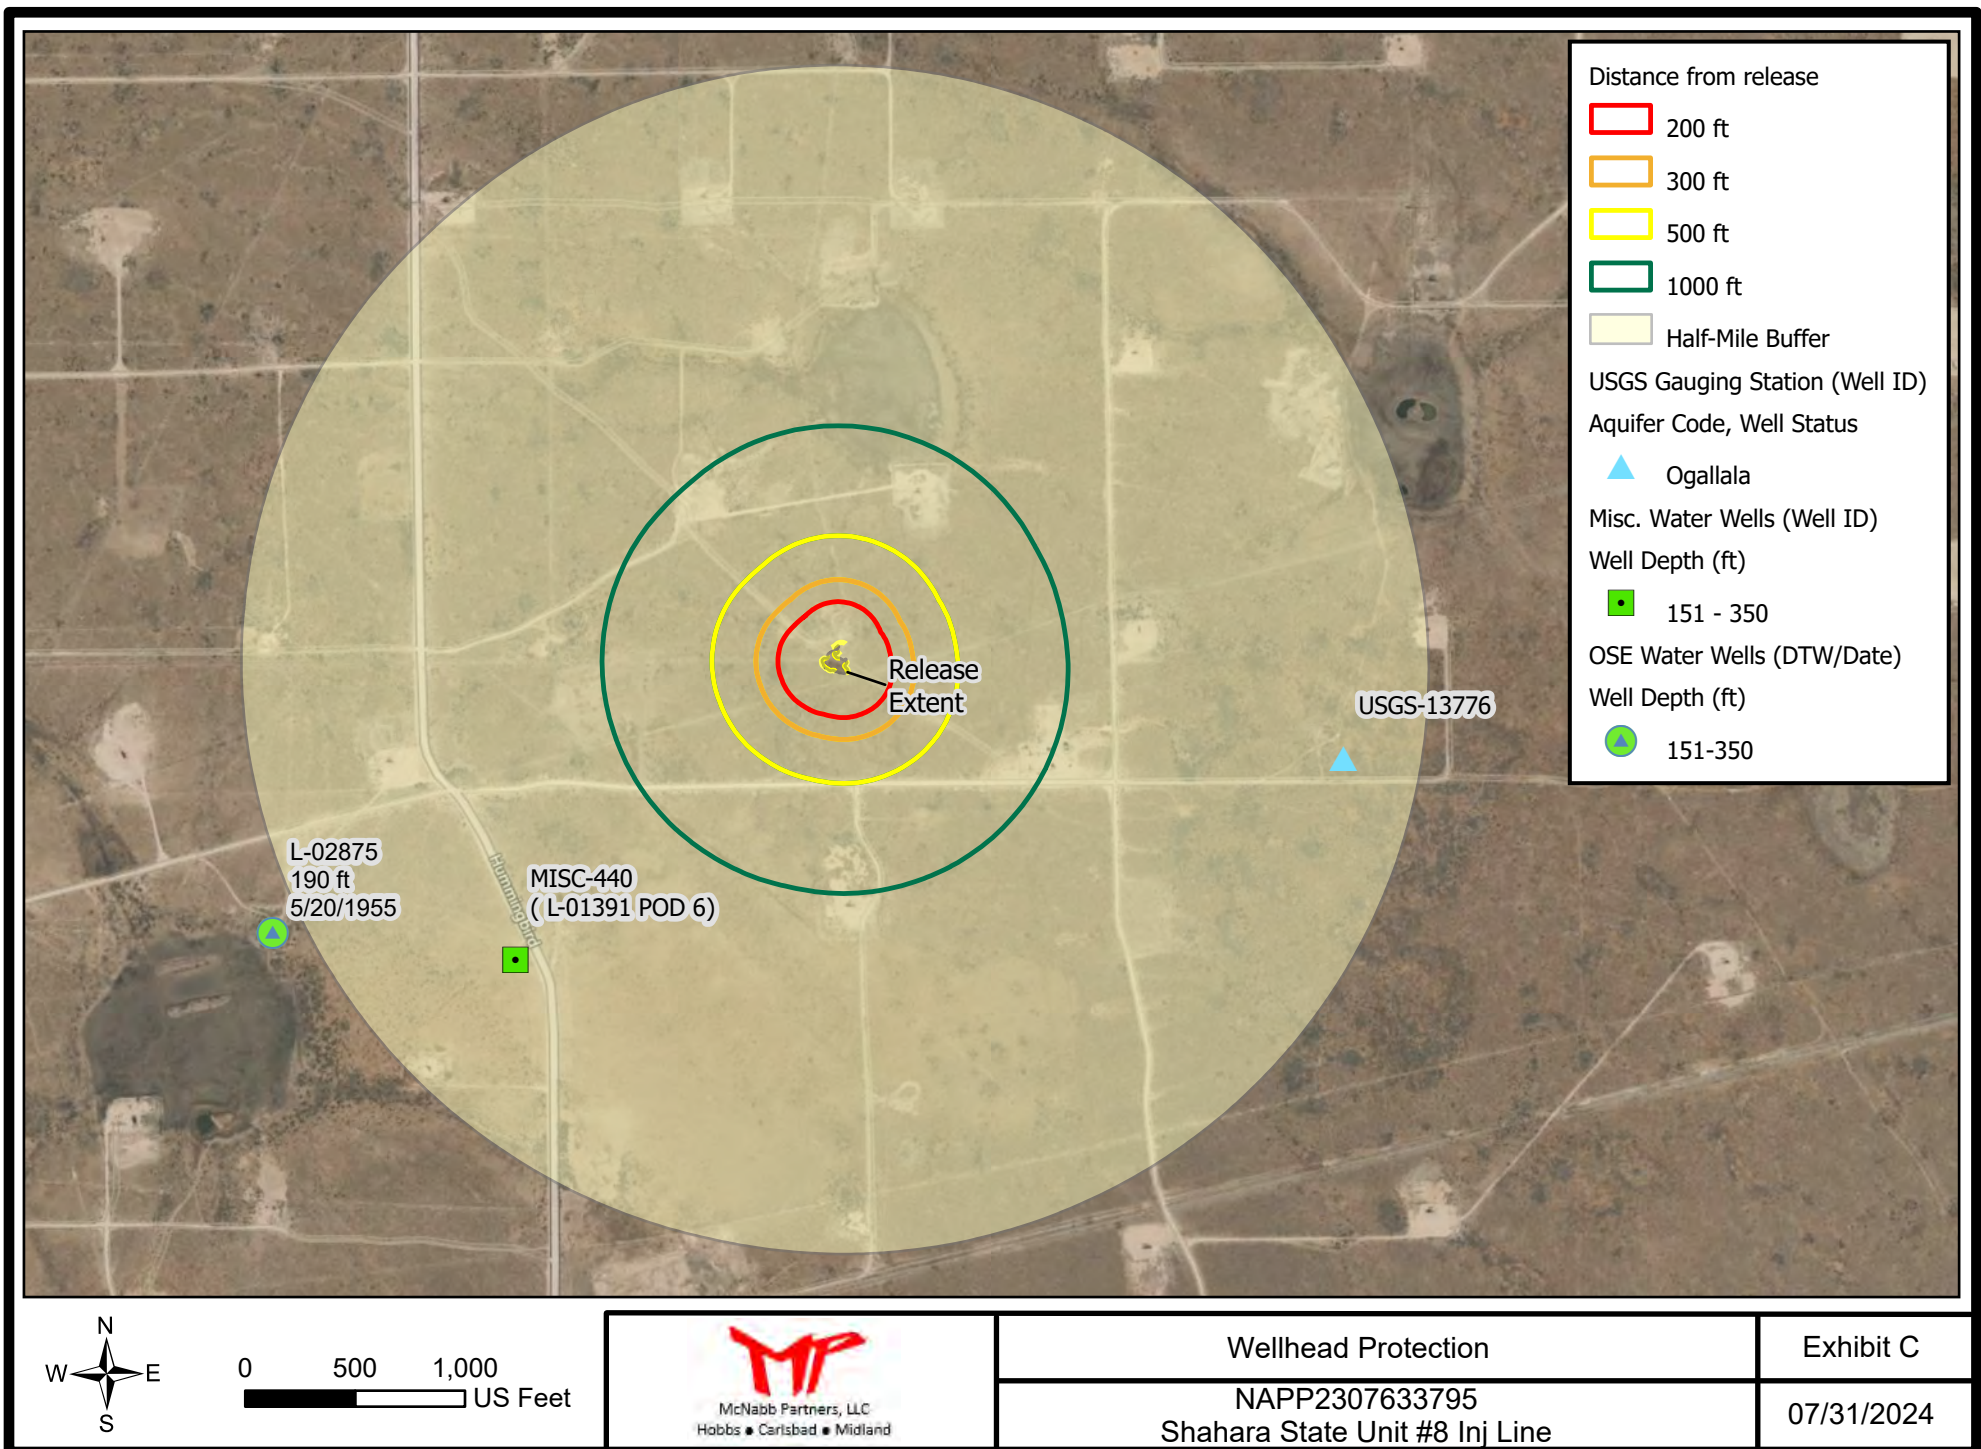 Distance from release
200 ft
300 ft
500 ft
1000 ft
Half-Mile Buffer
USGS Gauging Station (Well ID)
Aquifer Code, Well Status
Ogallala
Misc. Water Wells (Well ID)
Well Depth (ft)
151 - 350
OSE Water Wells (DTW/Date)
Well Depth (ft)
151-350
Release
Extent
USGS-13776
L-02875
190 ft
5/20/1955
Hummingbird
MISC-440
( L-01391 POD 6)
N
W E
S
0 500 1,000
US Feet
MP
McNabb Partners, LLC
Hobbs • Carlsbad • Midland
Wellhead Protection
NAPP2307633795
Shahara State Unit #8 Inj Line
Exhibit C
07/31/2024